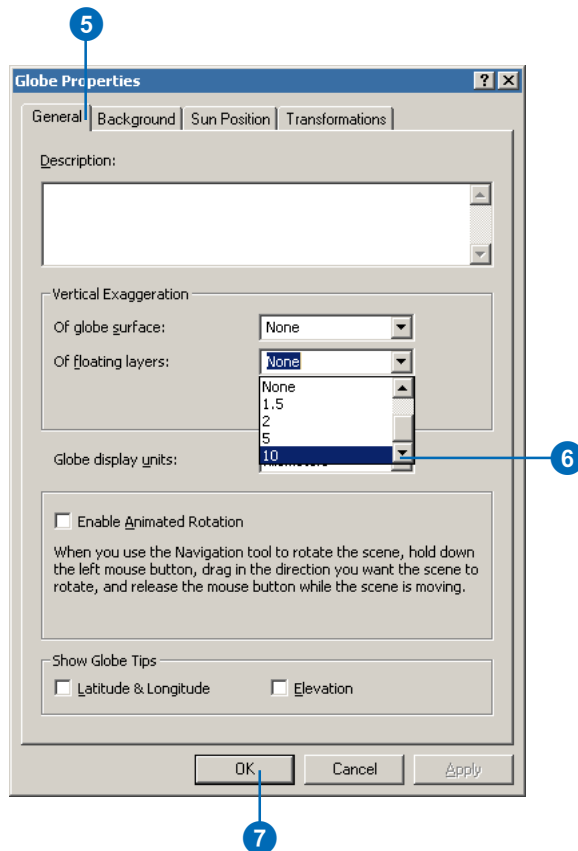 5
Globe Properties
General Background Sun Position Transformations
Description:
Vertical Exaggeration
Of globe surface: None
Of floating layers: None
None
1.5
2
5
10
6
Globe display units:
Enable Animated Rotation
When you use the Navigation tool to rotate the scene, hold down
the left mouse button, drag in the direction you want the scene to
rotate, and release the mouse button while the scene is moving.
Show Globe Tips
Latitude & Longitude Elevation
OK Cancel Apply
7